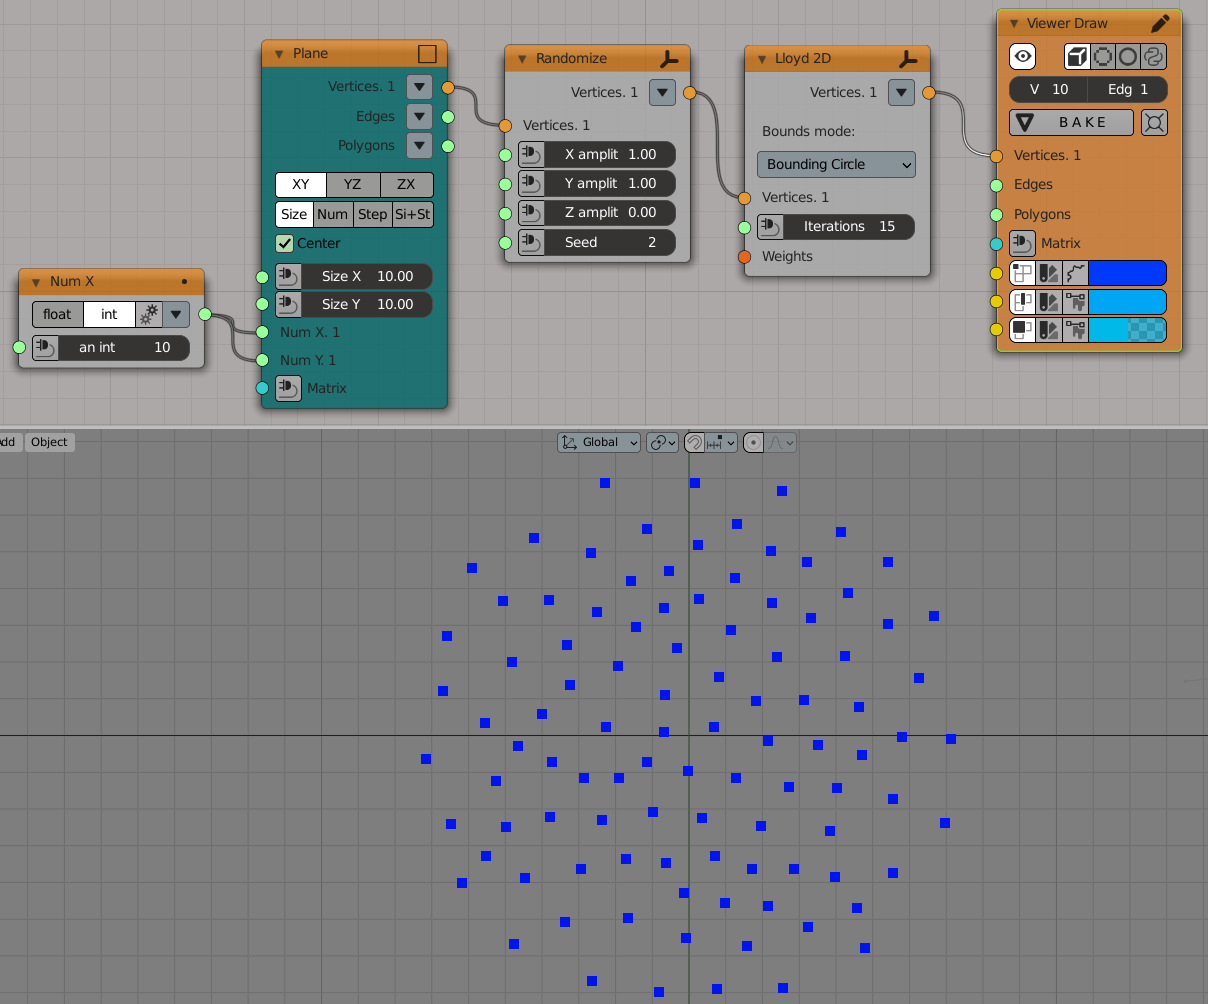 Num X
float int
an int 10
Plane
Vertices. 1
Edges
Polygons
XY YZ ZX
Size Num Step Si+St
Center
Size X 10.00
Size Y 10.00
Num X. 1
Num Y. 1
Matrix
Randomize
Vertices. 1
Vertices. 1
X amplit 1.00
Y amplit 1.00
Z amplit 0.00
Seed 2
Lloyd 2D
Vertices. 1
Bounds mode:
Bounding Circle
Vertices. 1
Iterations 15
Weights
Viewer Draw
V 10 Edg 1
BAKE
Vertices. 1
Edges
Polygons
Matrix
Object
Global